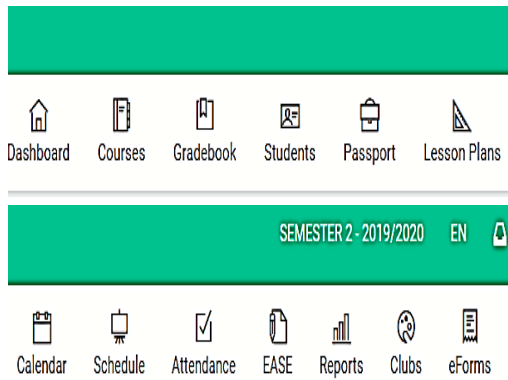 Dashboard Courses Gradebook Students Passport Lesson Plans
SEMESTER 2 - 2019/2020 EN
Calendar Schedule Attendance EASE Reports Clubs eForms